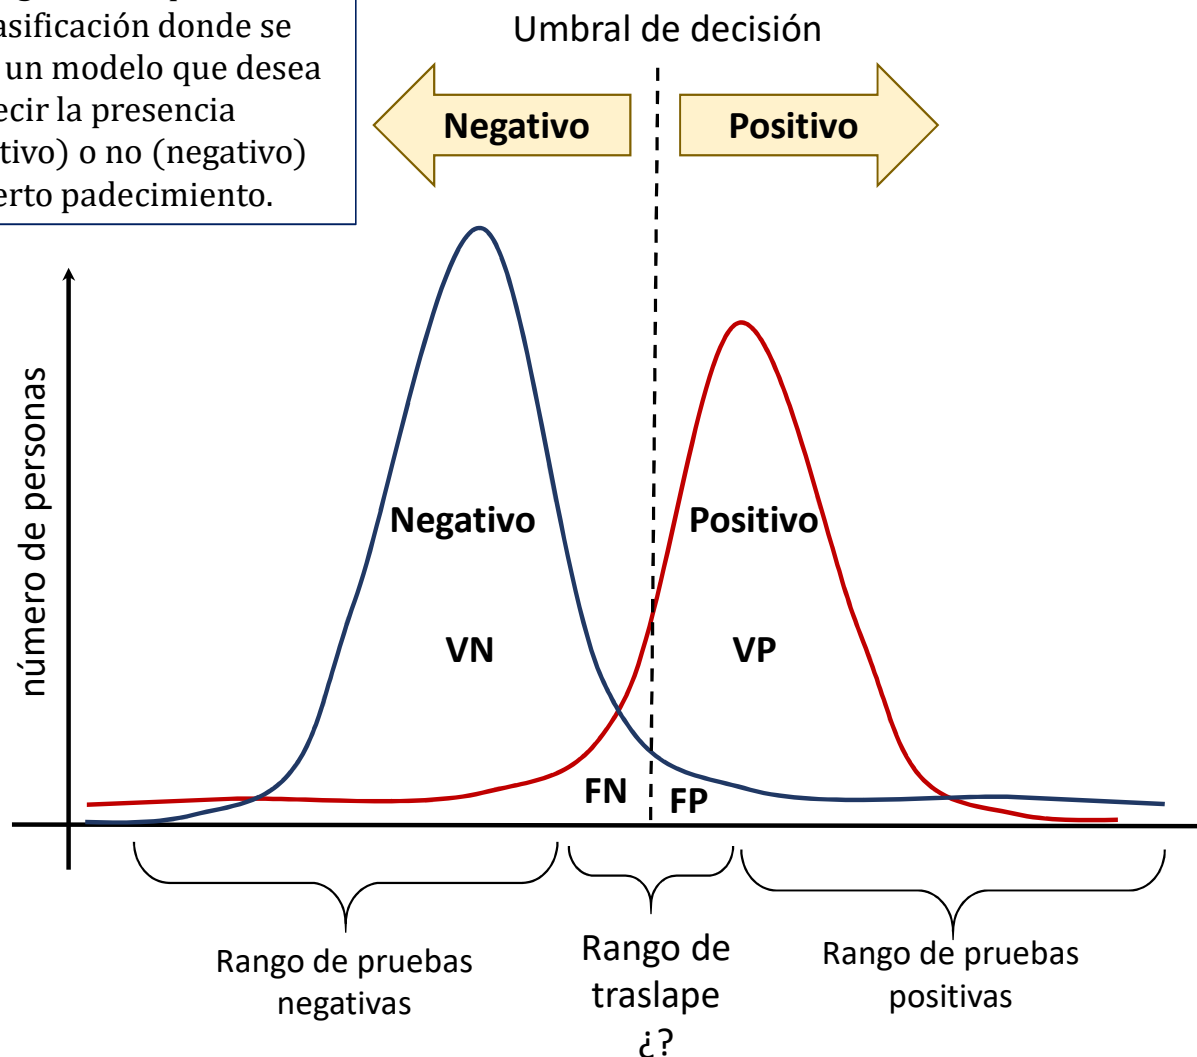 asificación donde se
un modelo que desea
ecir la presencia
tivo) o no (negativo)
erto padecimiento.
Umbral de decisión
Negativo
Positivo
número de personas
Negativo
Positivo
VN
VP
FN
FP
Rango de pruebas
negativas
Rango de
traslape
¿?
Rango de pruebas
positivas